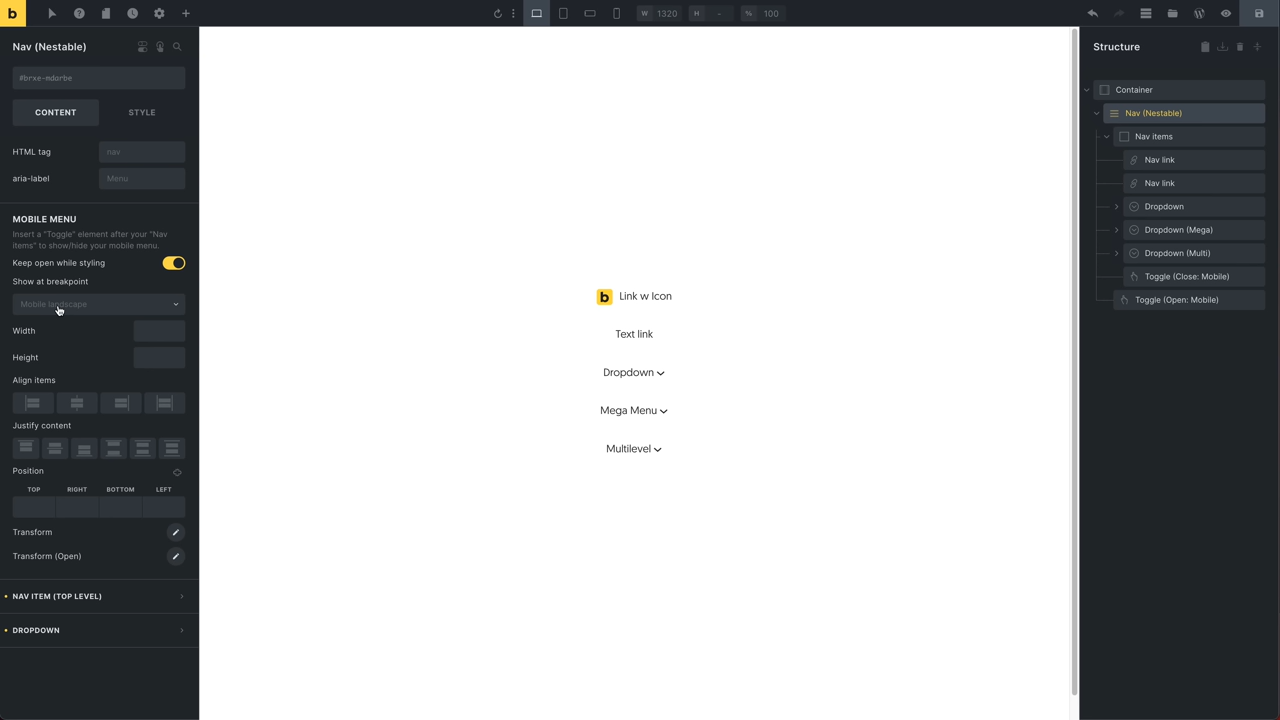 b
W 1320 H - % 100
Nav (Nestable)
#brxe-mdarbe
CONTENT STYLE
HTML tag nav
aria-label Menu
MOBILE MENU
Insert a "Toggle" element after your "Nav
items" to show/hide your mobile menu.
Keep open while styling
Show at breakpoint
Mobile landscape
Width
Height
Align items
Justify content
Position
TOP RIGHT BOTTOM LEFT
Transform
Transform (Open)
NAV ITEM (TOP LEVEL)
DROPDOWN
b Link w Icon
Text link
Dropdown
Mega Menu
Multilevel
Structure
Container
Nav (Nestable)
Nav items
Nav link
Nav link
Dropdown
Dropdown (Mega)
Dropdown (Multi)
Toggle (Close: Mobile)
Toggle (Open: Mobile)